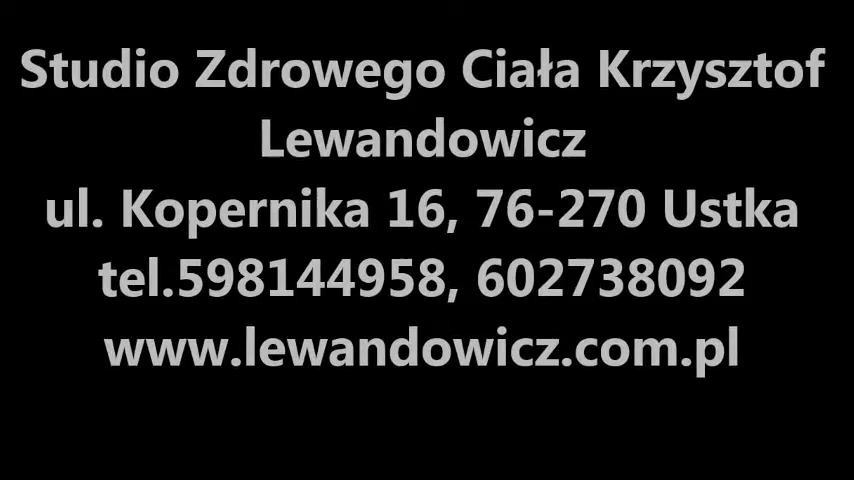 Studio Zdrowego Ciała Krzysztof
Lewandowicz
ul. Kopernika 16, 76-270 Ustka
tel.598144958, 602738092
www.lewandowicz.com.pl